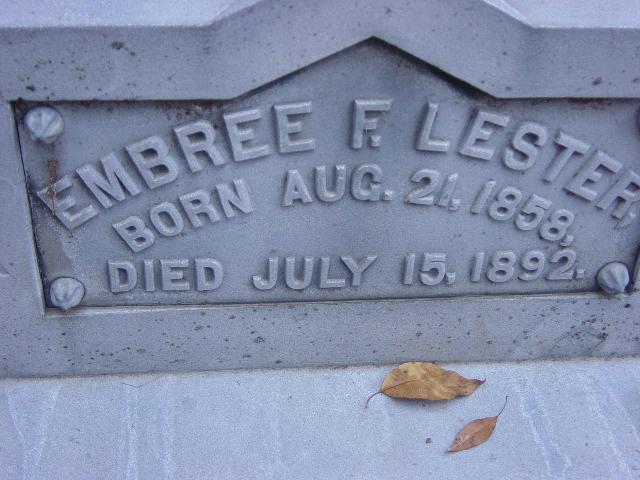 EMBREE F. LESTER,
BORN AUG. 21, 1858,
DIED JULY 15, 1892.